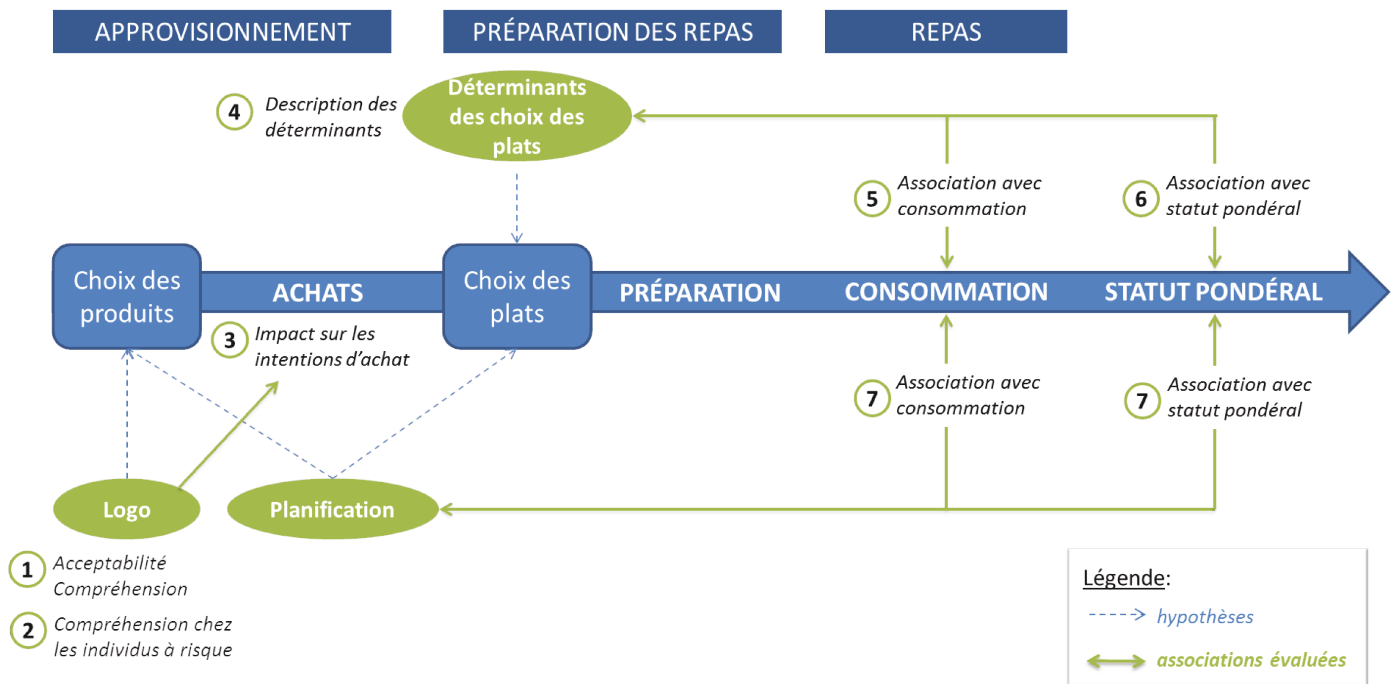 APPROVISIONNEMENT
PRÉPARATION DES REPAS
REPAS
4
Description des
déterminants
Déterminants
des choix des
plats
5
Association avec
consommation
6
Association avec
statut pondéral
Choix des
produits
ACHATS
Choix des
plats
PRÉPARATION
CONSOMMATION
STATUT PONDÉRAL
3
Impact sur les
intentions d'achat
7
Association avec
consommation
7
Association avec
statut pondéral
Logo
Planification
1
Acceptabilité
Compréhension
2
Compréhension chez
les individus à risque
Légende:
hypothèses
associations évaluées